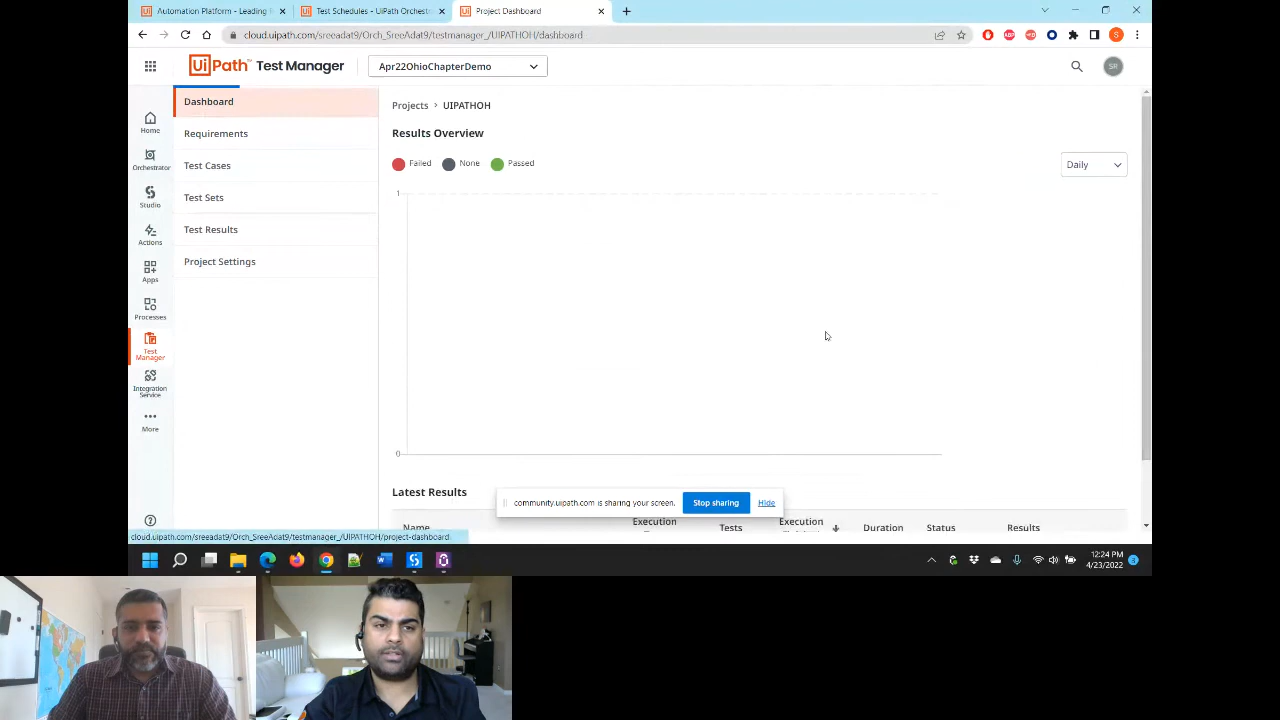 Automation Platform - Leading R
Test Schedules - UiPath Orchestr
Project Dashboard
cloud.uipath.com/sreeadat9/Orch_SreeAdat9/testmanager_/UIPATHOH/dashboard
UiPath Test Manager
Apr22OhioChapterDemo
SR
Dashboard
Requirements
Test Cases
Test Sets
Test Results
Project Settings
Home
Orchestrator
Studio
Actions
Apps
Processes
Test Manager
Integration Service
More
Projects > UIPATHOH
Results Overview
Failed None Passed
Daily
1
0
Latest Results
community.uipath.com is sharing your screen. Stop sharing Hide
Name Execution Tests Execution Duration Status Results
cloud.uipath.com/sreeadat9/Orch_SreeAdat9/testmanager_/UIPATHOH/project-dashboard
12:24 PM
4/23/2022